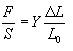 F/S = Y ΔL/L₀